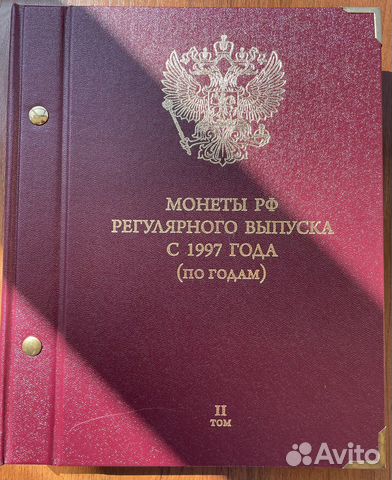 МОНЕТЫ РФ
РЕГУЛЯРНОГО ВЫПУСКА
С 1997 ГОДА
(ПО ГОДАМ)
II
ТОМ
Avito